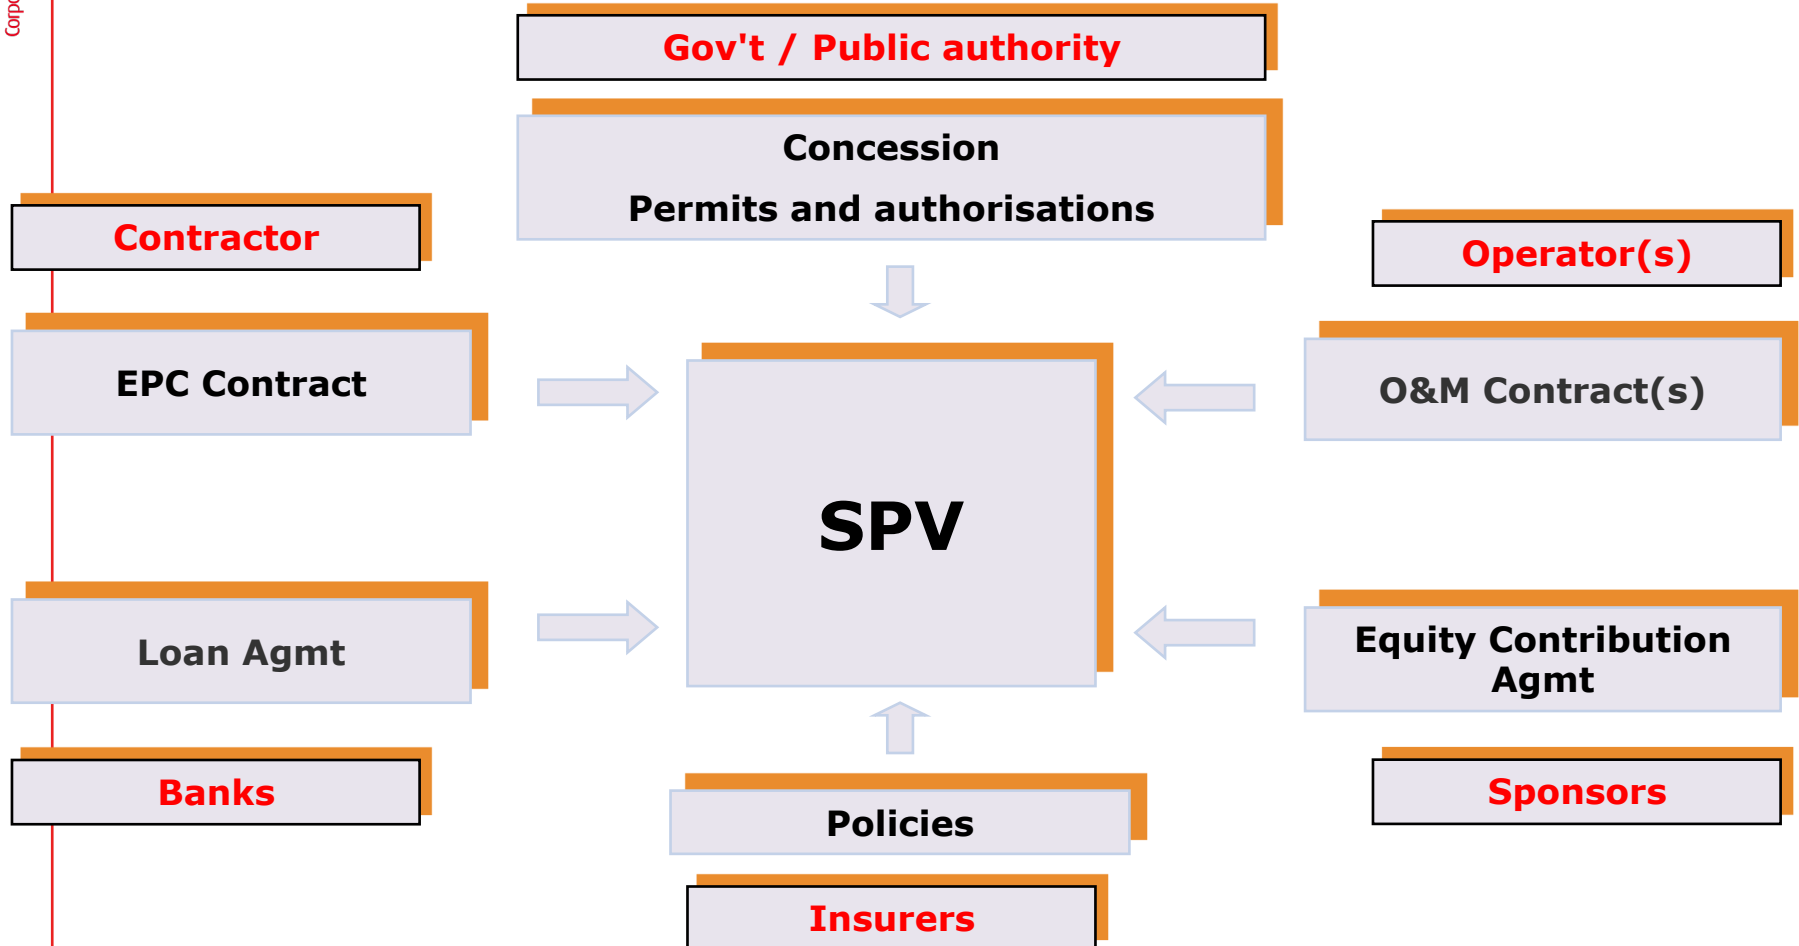 Corpo
Gov't / Public authority
Concession
Permits and authorisations
Contractor
Operator(s)
EPC Contract
O&M Contract(s)
SPV
Loan Agmt
Equity Contribution
Agmt
Banks
Sponsors
Policies
Insurers